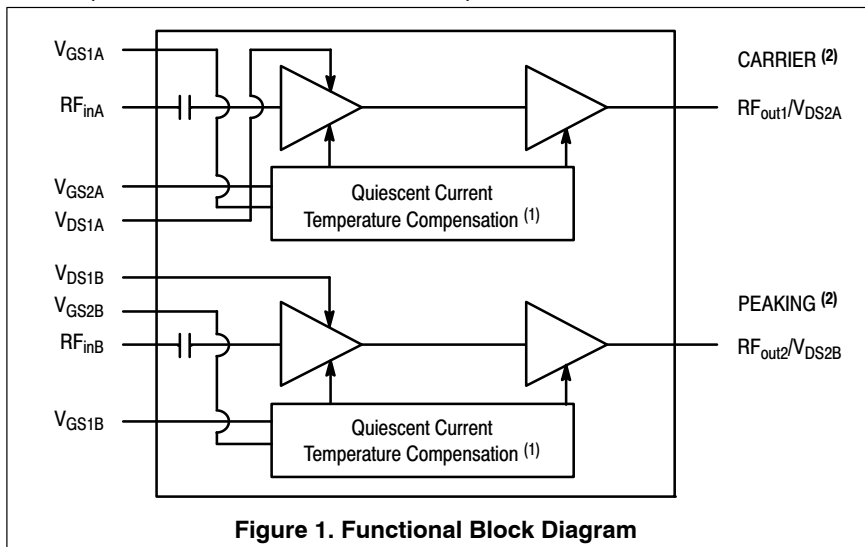 V_GS1A
CARRIER (2)
RF_inA
RF_out1/V_DS2A
V_GS2A
Quiescent Current
Temperature Compensation (1)
V_DS1A
V_DS1B
V_GS2B
PEAKING (2)
RF_inB
RF_out2/V_DS2B
V_GS1B
Quiescent Current
Temperature Compensation (1)
Figure 1. Functional Block Diagram